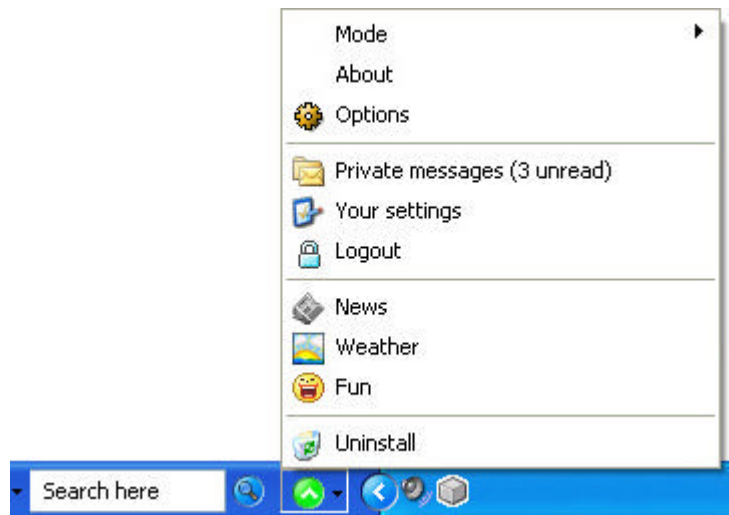 Mode
About
Options
Private messages (3 unread)
Your settings
Logout
News
Weather
Fun
Uninstall
Search here